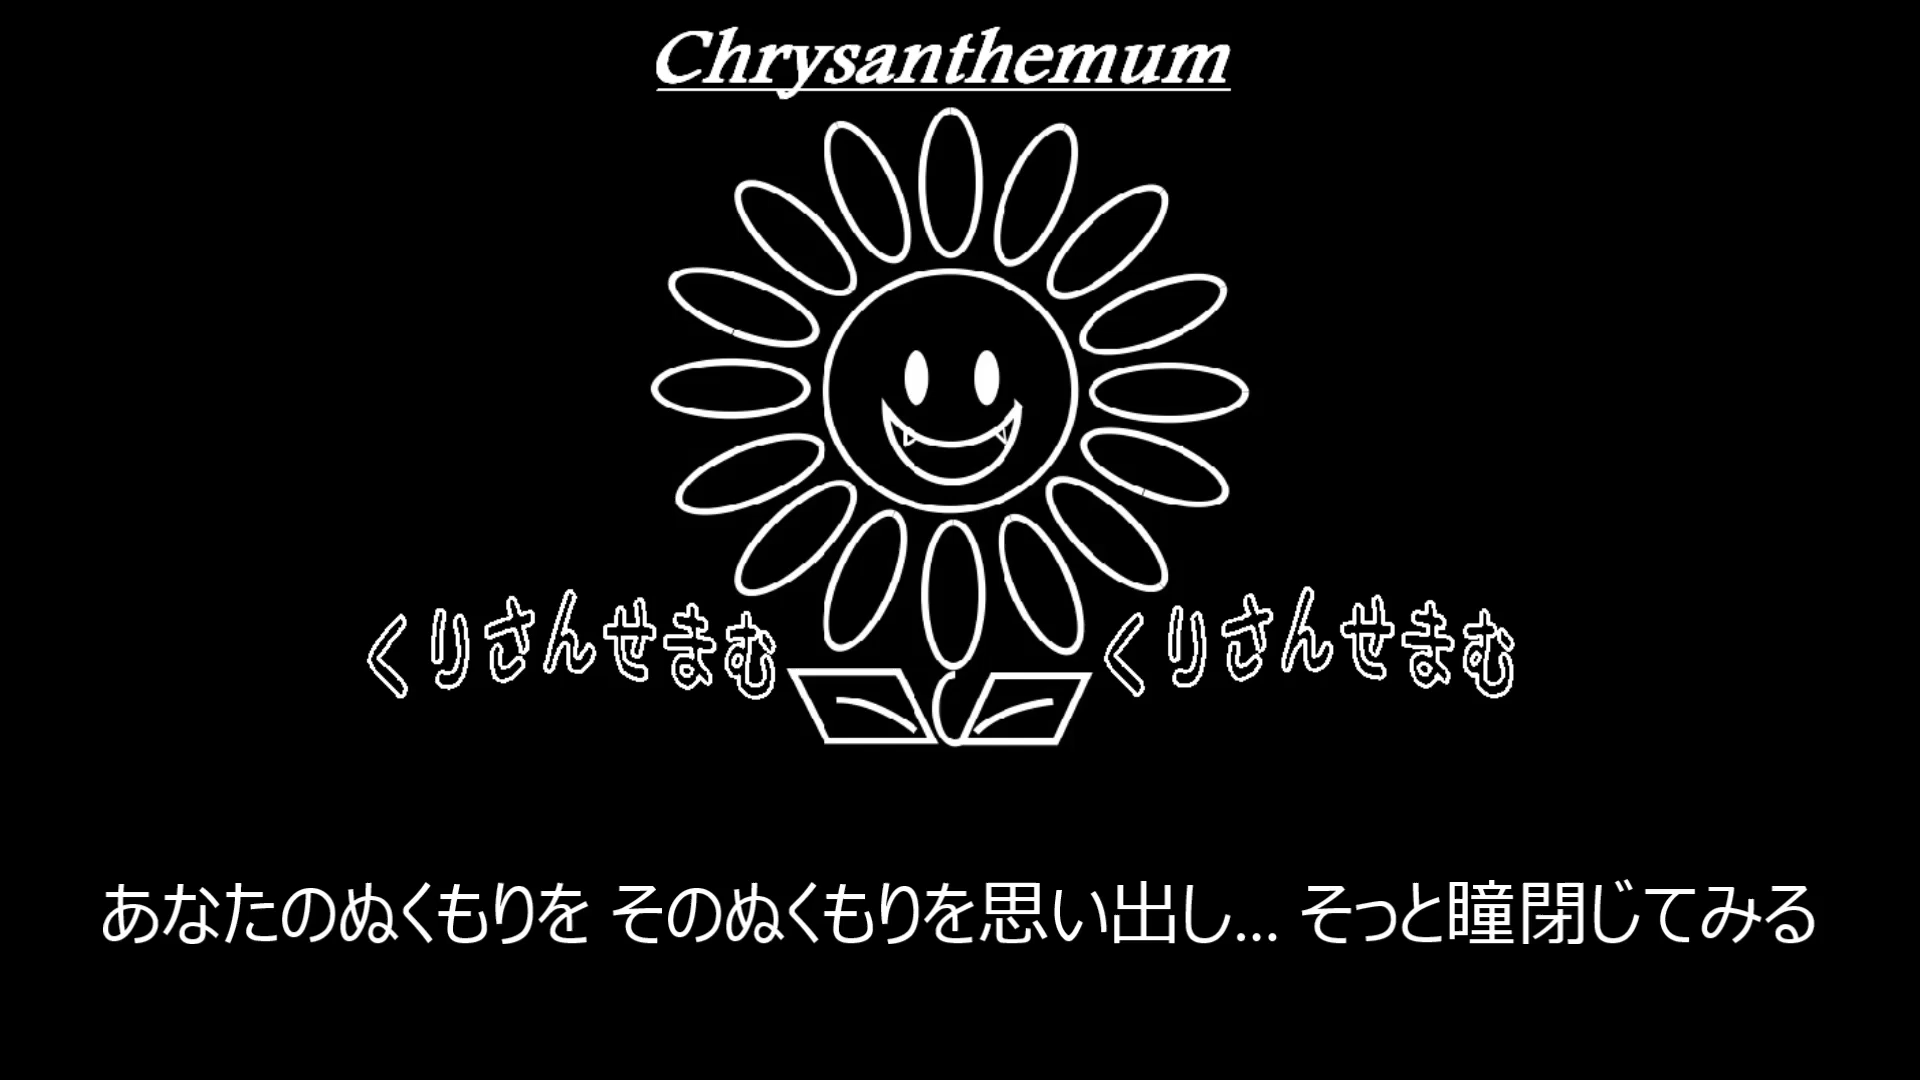 Chrysanthemum
くりさんせまむ くりさんせまむ
あなたのぬくもりを そのぬくもりを思い出し... そっと瞳閉じてみる